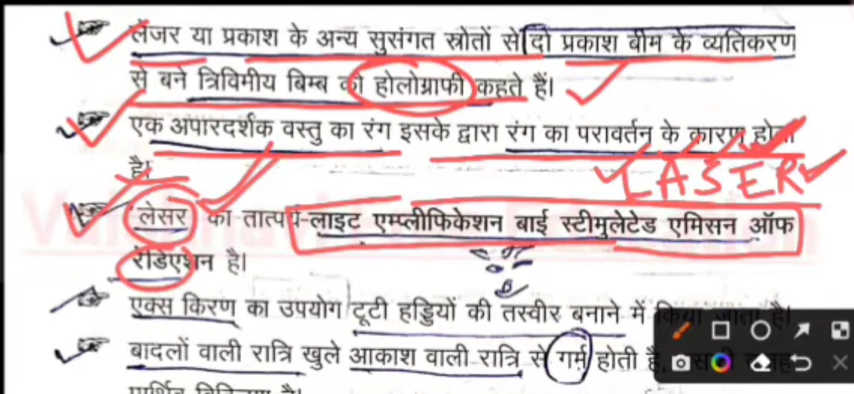 लेजर या प्रकाश के अन्य सुसंगत स्रोतों से दो प्रकाश बीम के व्यतिकरण
से बने त्रिविमीय बिम्ब को होलोग्राफी कहते हैं।
एक अपारदर्शक वस्तु का रंग इसके द्वारा रंग का परावर्तन के कारण होता
है।
LASER
लेसर का तात्पर्य-लाइट एम्प्लीफिकेशन बाई स्टीमुलेटेड एमिसन ऑफ
रेडिएशन है।
एक्स किरण का उपयोग टूटी हड्डियों की तस्वीर बनाने में किया जाता है।
बादलों वाली रात्रि खुले आकाश वाली रात्रि से गर्म होती है,